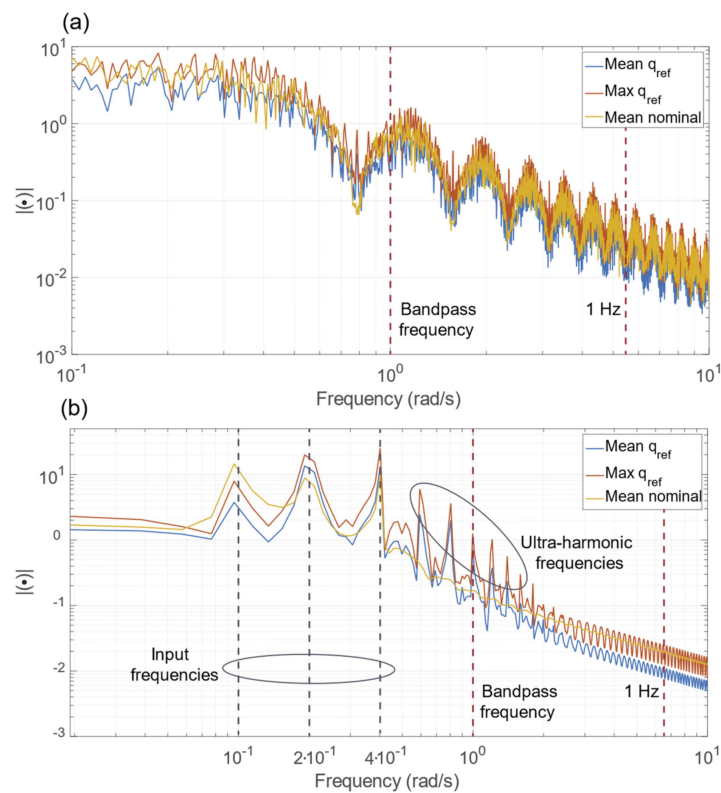 (a)
10^1
10^0
10^-1
10^-2
10^-3
|(•)|
Mean q_ref
Max q_ref
Mean nominal
Bandpass
frequency
1 Hz
10^-1
10^0
10^1
Frequency (rad/s)
(b)
10^1
0
-1
-2
-3
|(•)|
Mean q_ref
Max q_ref
Mean nominal
Ultra-harmonic
frequencies
Input
frequencies
Bandpass
frequency
1 Hz
10^-1
2·10^-1
4·10^-1
10^0
10^1
Frequency (rad/s)